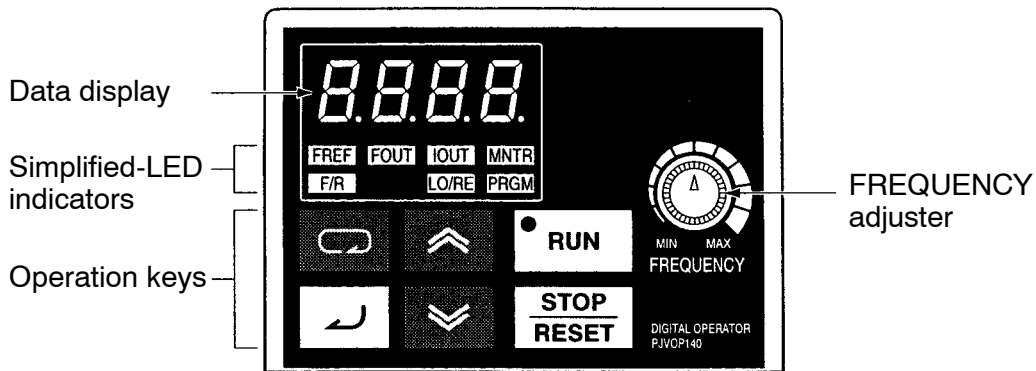 Data display
8.8.8.8.
Simplified-LED
indicators
FREF FOUT IOUT MNTR
F/R LO/RE PRGM
FREQUENCY
adjuster
Operation keys
RUN
STOP
RESET
MIN MAX
FREQUENCY
DIGITAL OPERATOR
PJVOP140